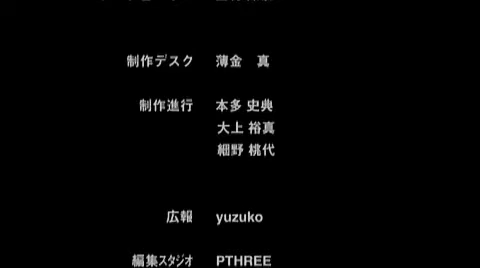 制作デスク 薄金 真
制作進行 本多 史典
大上 裕真
細野 桃代
広報 yuzuko
編集スタジオ PTHREE